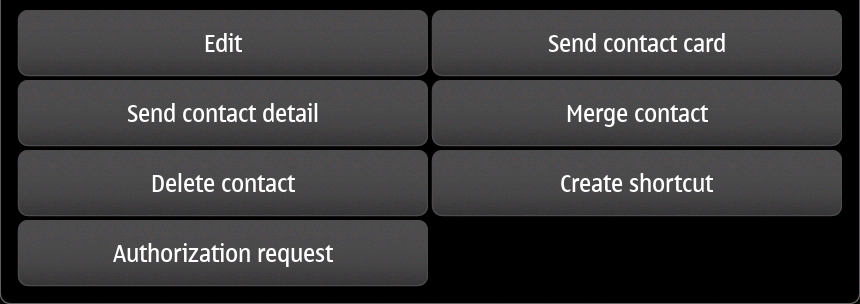 Edit
Send contact card
Send contact detail
Merge contact
Delete contact
Create shortcut
Authorization request